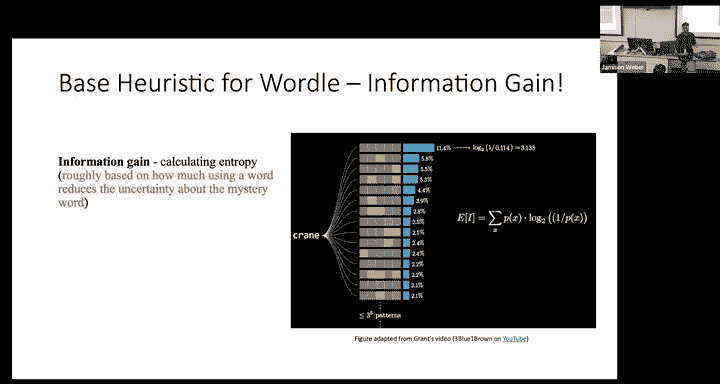 Jamison Weber
Base Heuristic for Wordle – Information Gain!
Information gain - calculating entropy
(roughly based on how much using a word
reduces the uncertainty about the mystery
word)
crane
11.4% → log₂ (1/0.114) = 3.138
5.8%
5.5%
5.3%
4.4%
3.9%
2.8%
2.5%
2.5%
2.4%
2.4%
2.2%
2.2%
2.1%
2.1%
≤ 3⁵ patterns
E[I] = ∑ₓ p(x) · log₂ ((1/p(x))
Figure adapted from Grant's video (3Blue1Brown on YouTube)